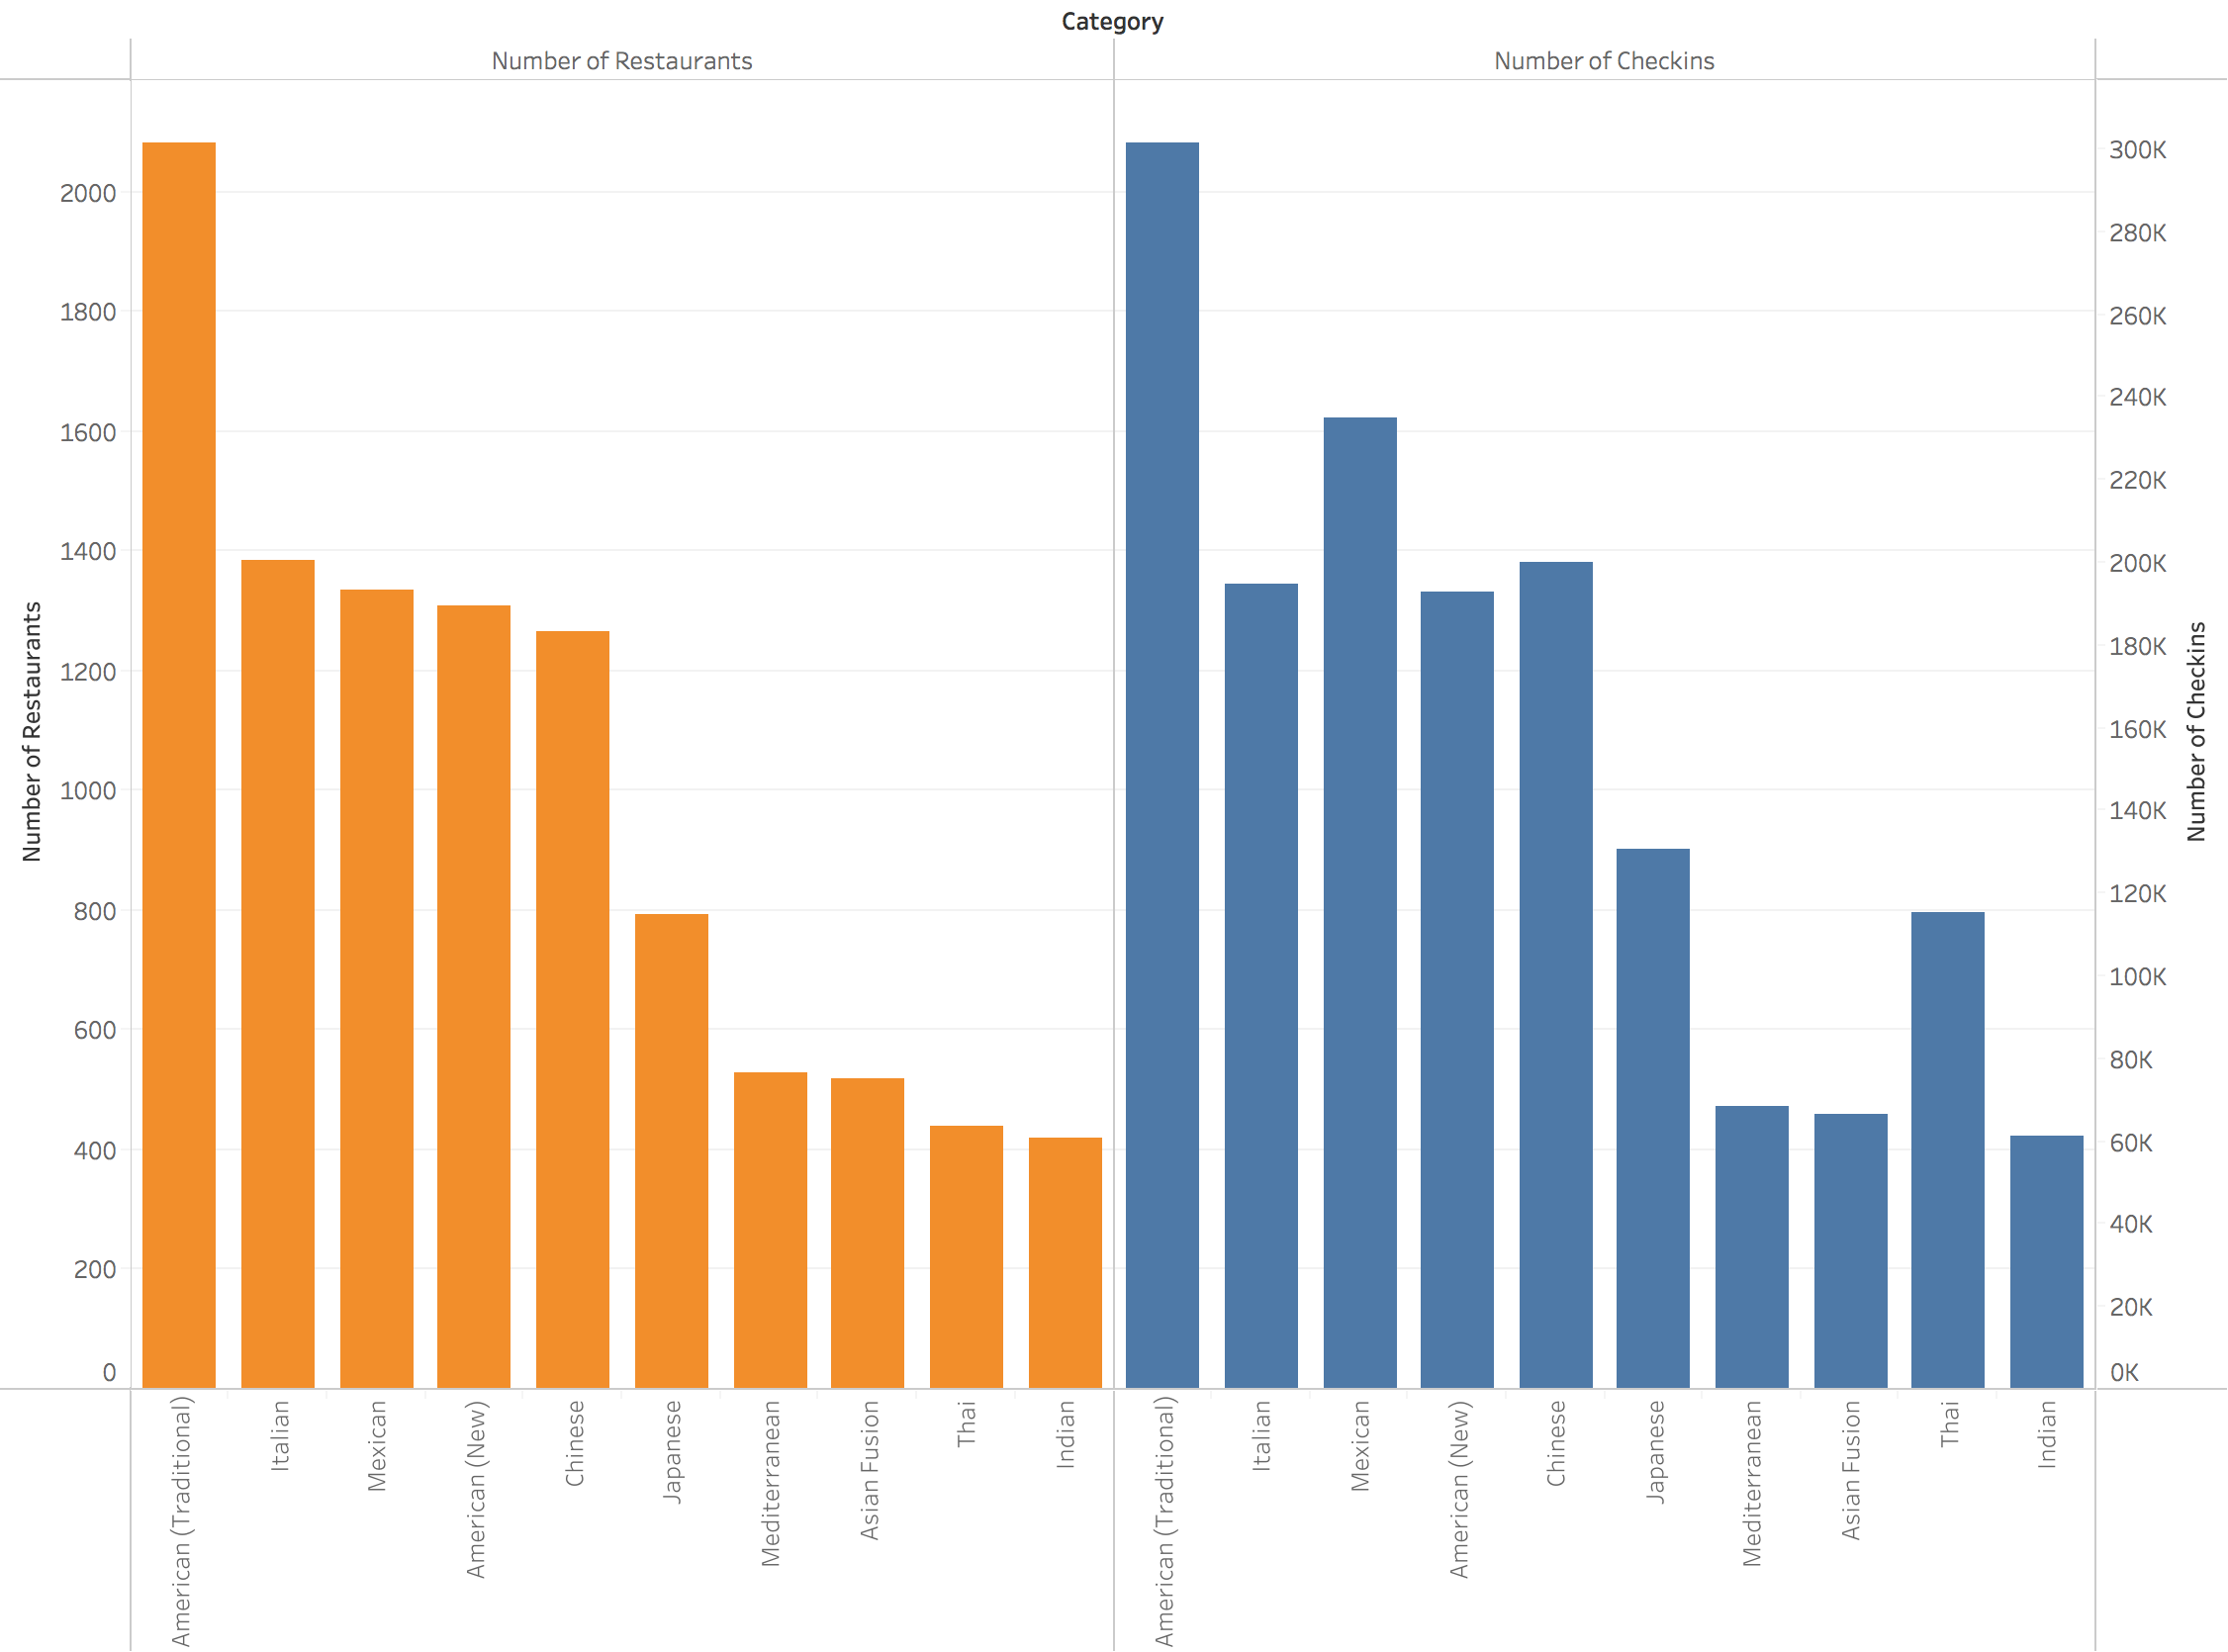 Category
Number of Restaurants
Number of Checkins
Number of Restaurants
2000
1800
1600
1400
1200
1000
800
600
400
200
0
300K
280K
260K
240K
220K
200K
180K
160K
140K
120K
100K
80K
60K
40K
20K
0K
Number of Checkins
American (Traditional)
Italian
Mexican
American (New)
Chinese
Japanese
Mediterranean
Asian Fusion
Thai
Indian
American (Traditional)
Italian
Mexican
American (New)
Chinese
Japanese
Mediterranean
Asian Fusion
Thai
Indian